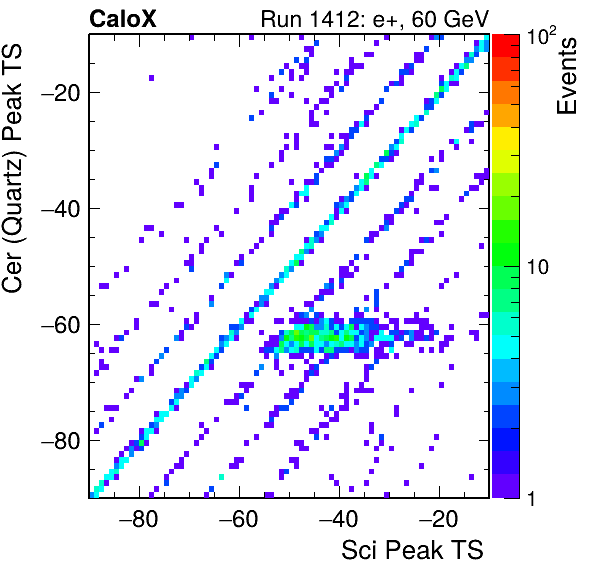 CaloX Run 1412: e+, 60 GeV
Cer (Quartz) Peak TS
−20
−40
−60
−80
−80 −60 −40 −20
Sci Peak TS
10²
10
1
Events